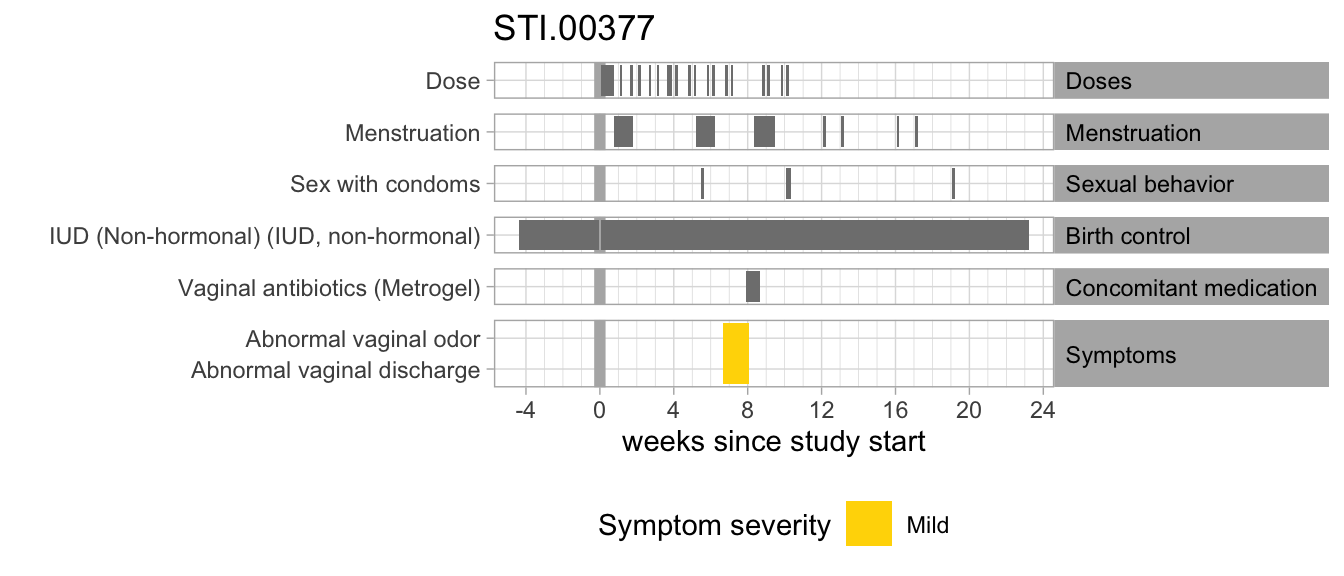 STI.00377
Dose Doses
Menstruation Menstruation
Sex with condoms Sexual behavior
IUD (Non-hormonal) (IUD, non-hormonal) Birth control
Vaginal antibiotics (Metrogel) Concomitant medication
Abnormal vaginal odor
Abnormal vaginal discharge
Symptoms
-4 0 4 8 12 16 20 24
weeks since study start
Symptom severity Mild